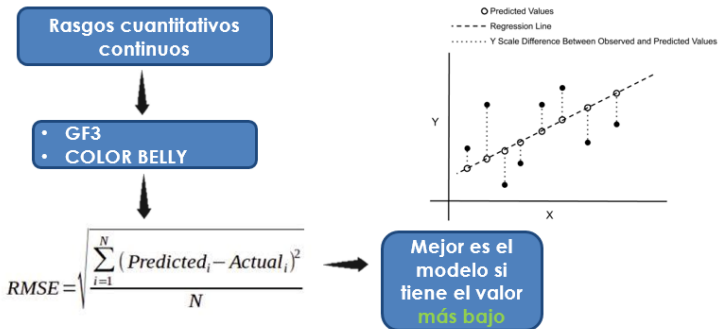 Rasgos cuantitativos
continuos
• GF3
• COLOR BELLY
RMSE = √( ∑_{i=1}^{N} (Predicted_i − Actual_i)² / N )
Mejor es el
modelo si
tiene el valor
más bajo
Predicted Values
Regression Line
Y Scale Difference Between Observed and Predicted Values
Y
X